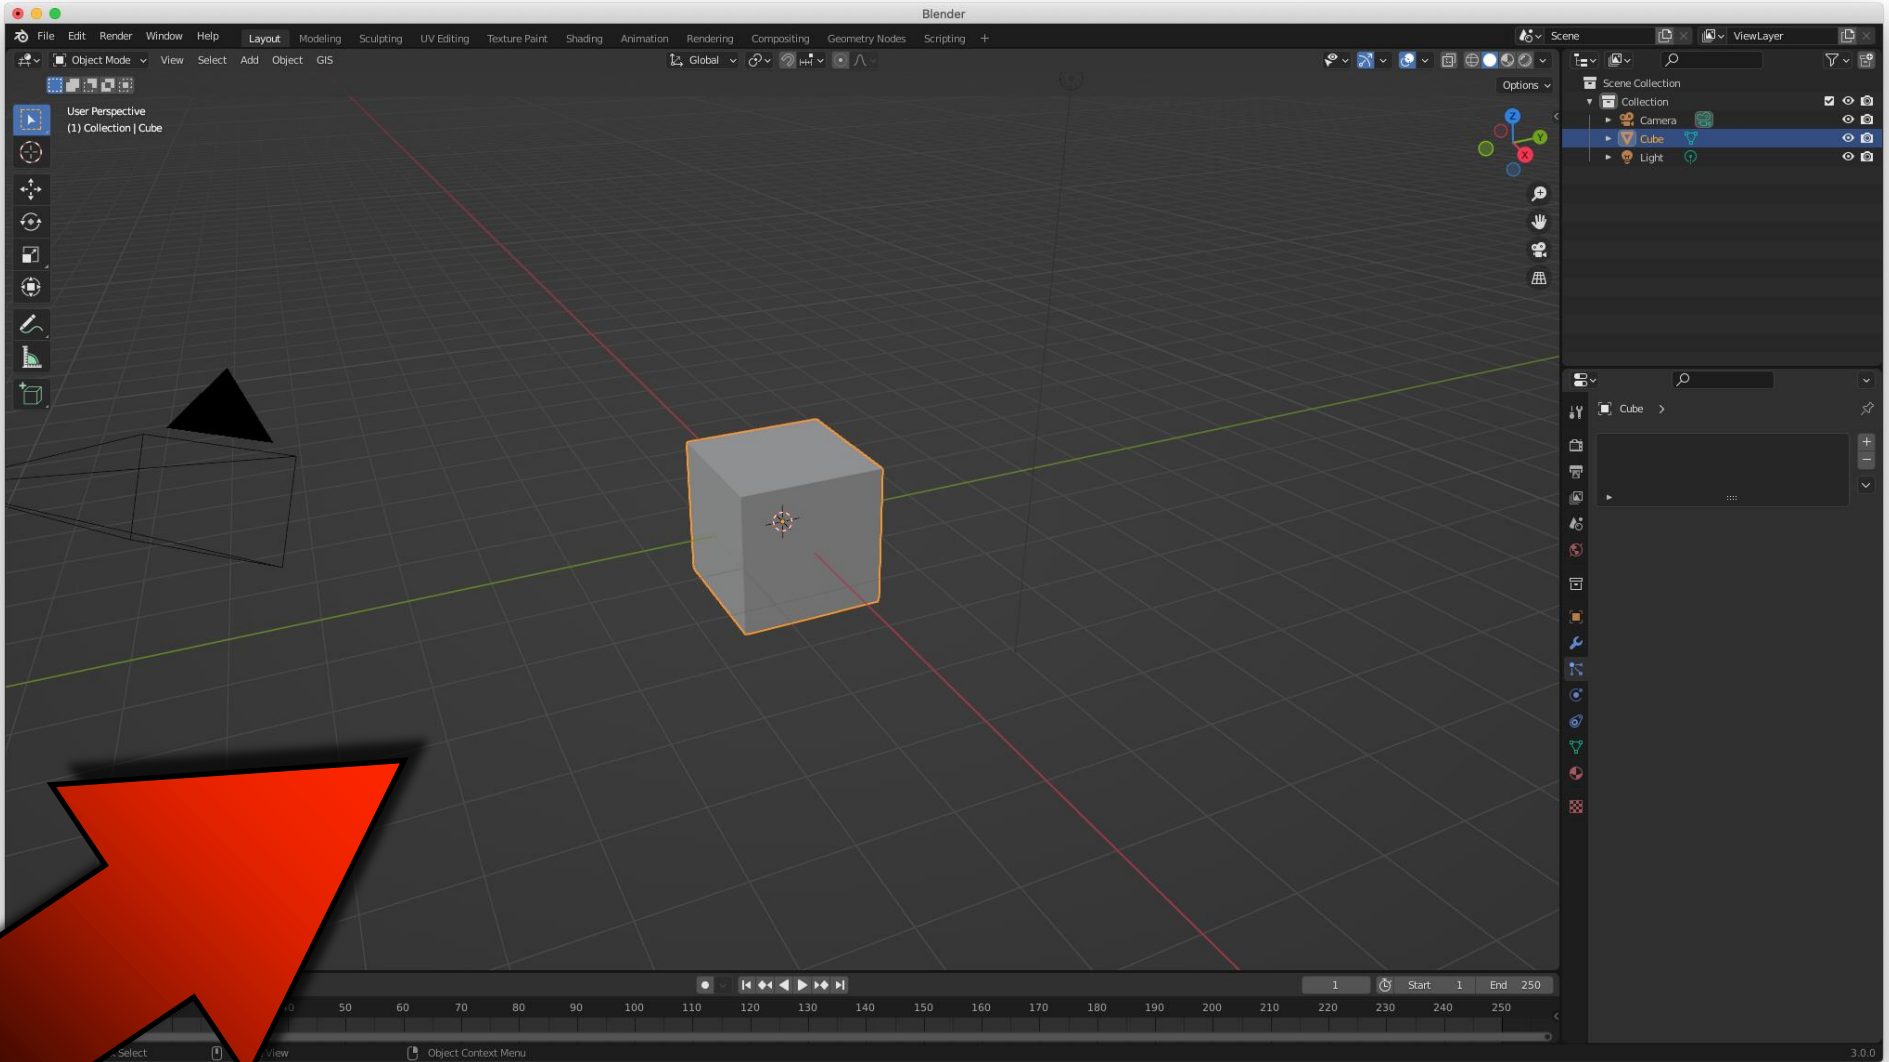 Blender
File Edit Render Window Help Layout Modeling Sculpting UV Editing Texture Paint Shading Animation Rendering Compositing Geometry Nodes Scripting + Scene ViewLayer
Object Mode View Select Add Object GIS Global
Options
User Perspective
(1) Collection | Cube
Z
Y
X
Scene Collection
Collection
Camera
Cube
Light
Cube
1 Start 1 End 250
50 60 70 80 90 100 110 120 130 140 150 160 170 180 190 200 210 220 230 240 250
Select View Object Context Menu 3.0.0